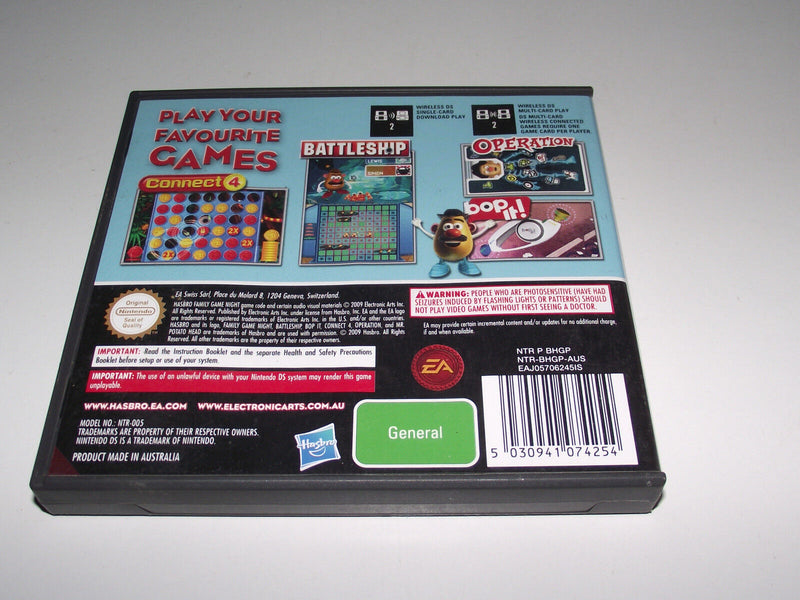 PLAY YOUR
FAVOURITE
GAMES
WIRELESS DS
SINGLE-CARD
DOWNLOAD PLAY
2
WIRELESS DS
MULTI-CARD PLAY
DS MULTI-CARD
WIRELESS CONNECTED
GAMES REQUIRE ONE
GAME CARD PER PLAYER.
2
Connect 4
2X
2X
BATTLESHIP
LEWIS
SIMON
OPERATION
bop it!
Original
Nintendo
Seal of
Quality
EA Swiss Sàrl, Place du Molard 8, 1204 Geneva, Switzerland.
HASBRO FAMILY GAME NIGHT game code and certain audio visual materials © 2009 Electronic Arts Inc.
All Rights Reserved. Published by Electronic Arts Inc. under license from Hasbro, Inc. EA and the EA logo
are trademarks or registered trademarks of Electronic Arts Inc. in the U.S. and/or other countries.
HASBRO and its logo, FAMILY GAME NIGHT, BATTLESHIP, BOP IT, CONNECT 4, OPERATION, and MR.
POTATO HEAD are trademarks of Hasbro and are used with permission. © 2009 Hasbro. All Rights
Reserved. All other trademarks are the property of their respective owners.
IMPORTANT: Read the Instruction Booklet and the separate Health and Safety Precautions
Booklet before setup or use of your system.
IMPORTANT: The use of an unlawful device with your Nintendo DS system may render this game
unplayable.
WWW.HASBRO.EA.COM WWW.ELECTRONICARTS.COM.AU
MODEL NO.: NTR-005
TRADEMARKS ARE PROPERTY OF THEIR RESPECTIVE OWNERS.
NINTENDO DS IS A TRADEMARK OF NINTENDO.
PRODUCT MADE IN AUSTRALIA
Hasbro
General
EA
WARNING: PEOPLE WHO ARE PHOTOSENSITIVE (HAVE HAD
SEIZURES INDUCED BY FLASHING LIGHTS OR PATTERNS) SHOULD
NOT PLAY VIDEO GAMES WITHOUT FIRST SEEING A DOCTOR.
EA may provide certain incremental content and/or updates for no additional charge,
NTR P BHGP
NTR-BHGP-AUS
EAJ05706245IS
5 030941 074254